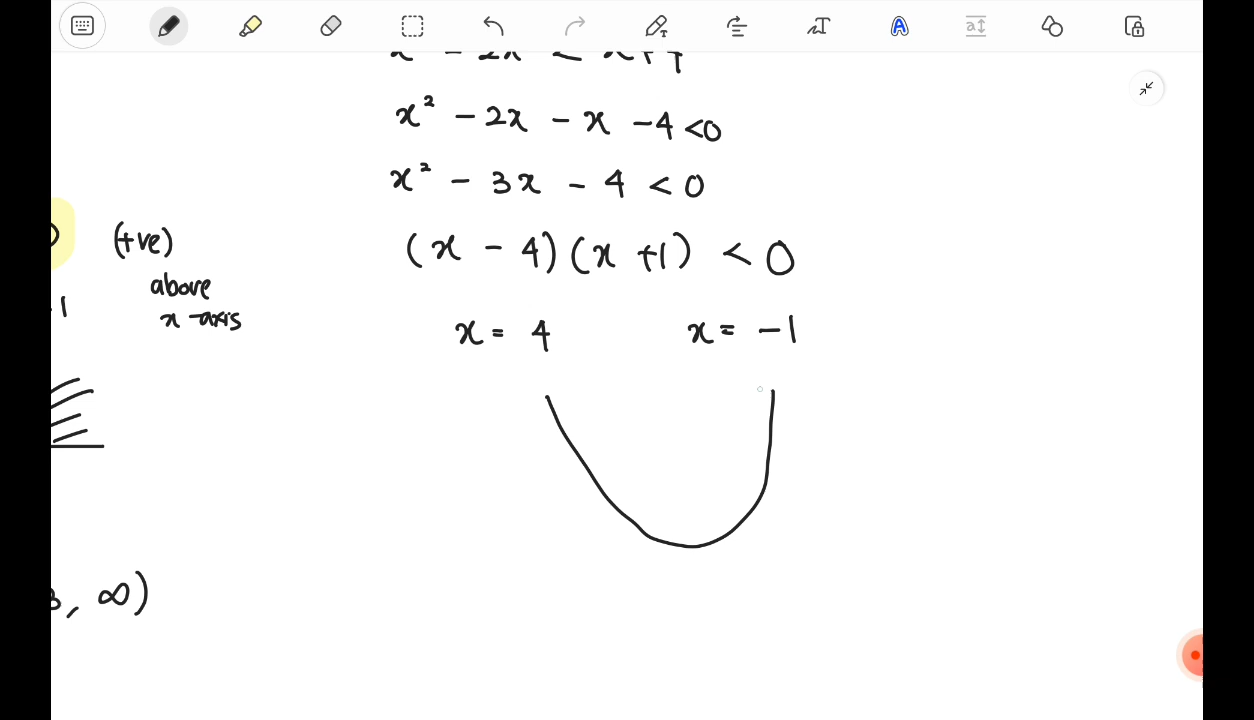 x² - 2x - x - 4 < 0
x² - 3x - 4 < 0
(x - 4)(x + 1) < 0
x = 4 x = -1
(+ve)
above
x-axis
, ∞)